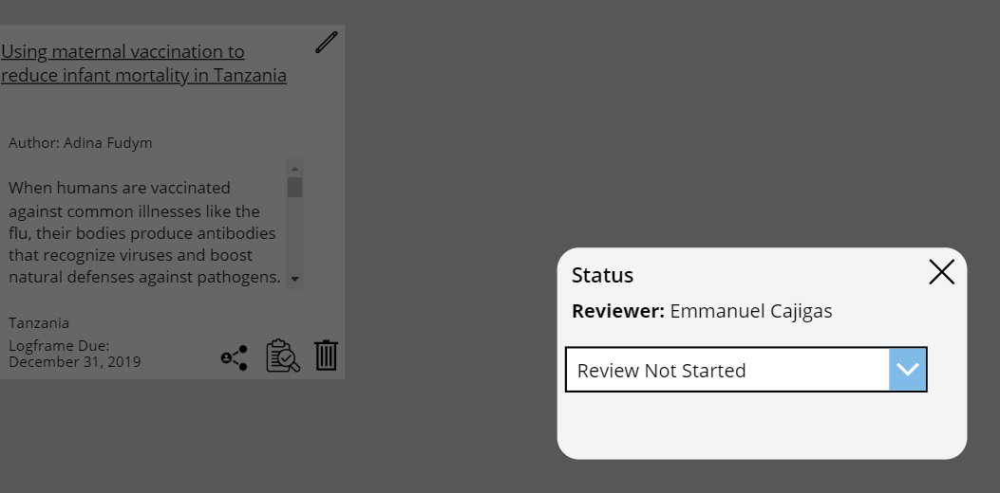 Using maternal vaccination to
reduce infant mortality in Tanzania
Author: Adina Fudym
When humans are vaccinated
against common illnesses like the
flu, their bodies produce antibodies
that recognize viruses and boost
natural defenses against pathogens.
Tanzania
Logframe Due:
December 31, 2019
Status
Reviewer: Emmanuel Cajigas
Review Not Started